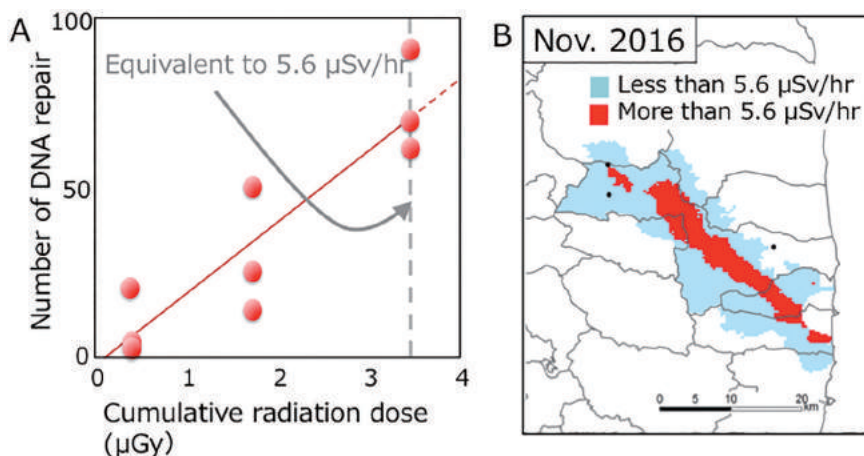 A
Number of DNA repair
100
50
0
Equivalent to 5.6 μSv/hr
0 1 2 3 4
Cumulative radiation dose
(μGy)
B
Nov. 2016
Less than 5.6 μSv/hr
More than 5.6 μSv/hr
0 5 10 20
km